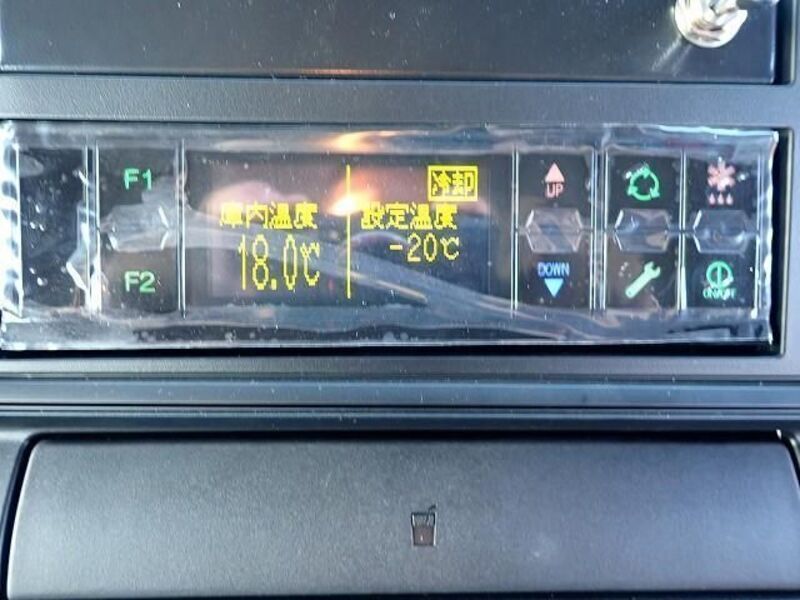 F1
F2
冷却
庫内温度
18.0℃
設定温度
-20℃
UP
DOWN
ON/OFF